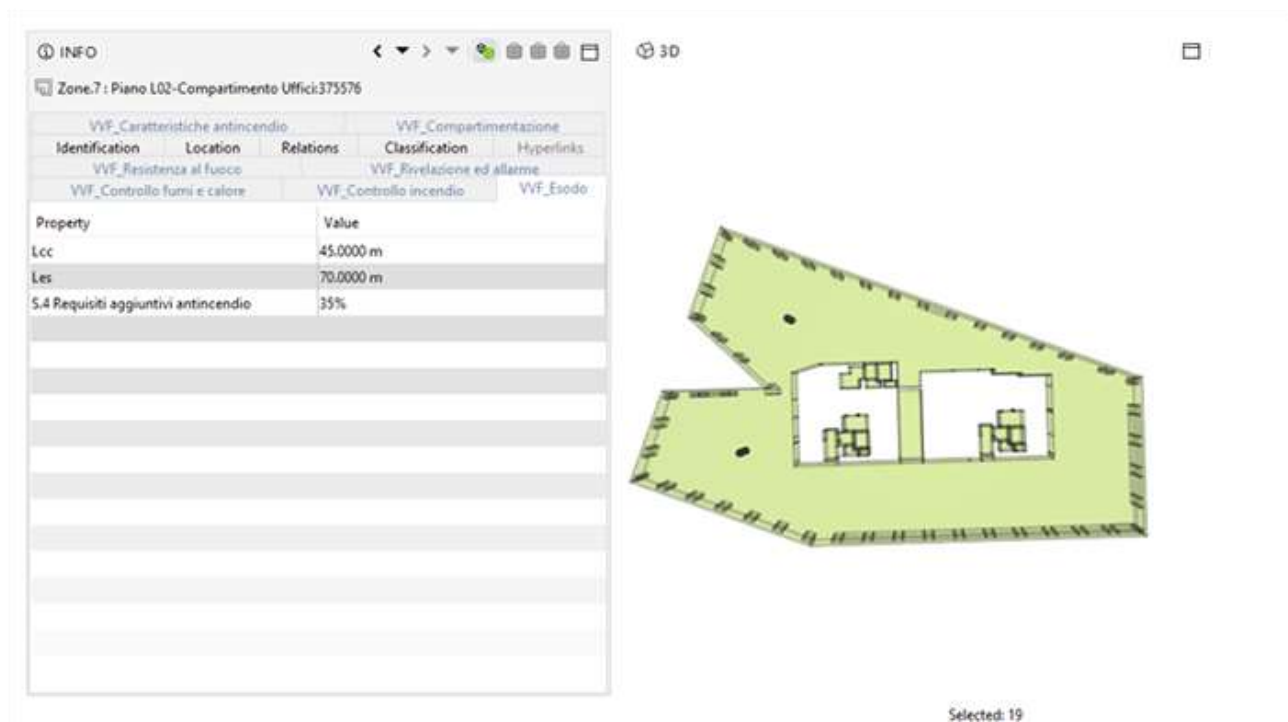 INFO
3D
Zone.7 : Piano L02-Compartimento Uffici:375576
VVF_Caratteristiche antincendio VVF_Compartimentazione
Identification Location Relations Classification Hyperlinks
VVF_Resistenza al fuoco VVF_Rivelazione ed allarme
VVF_Controllo fumi e calore VVF_Controllo incendio VVF_Esodo
Property Value
Lcc 45.0000 m
Les 70.0000 m
S.4 Requisiti aggiuntivi antincendio 35%
Selected: 19